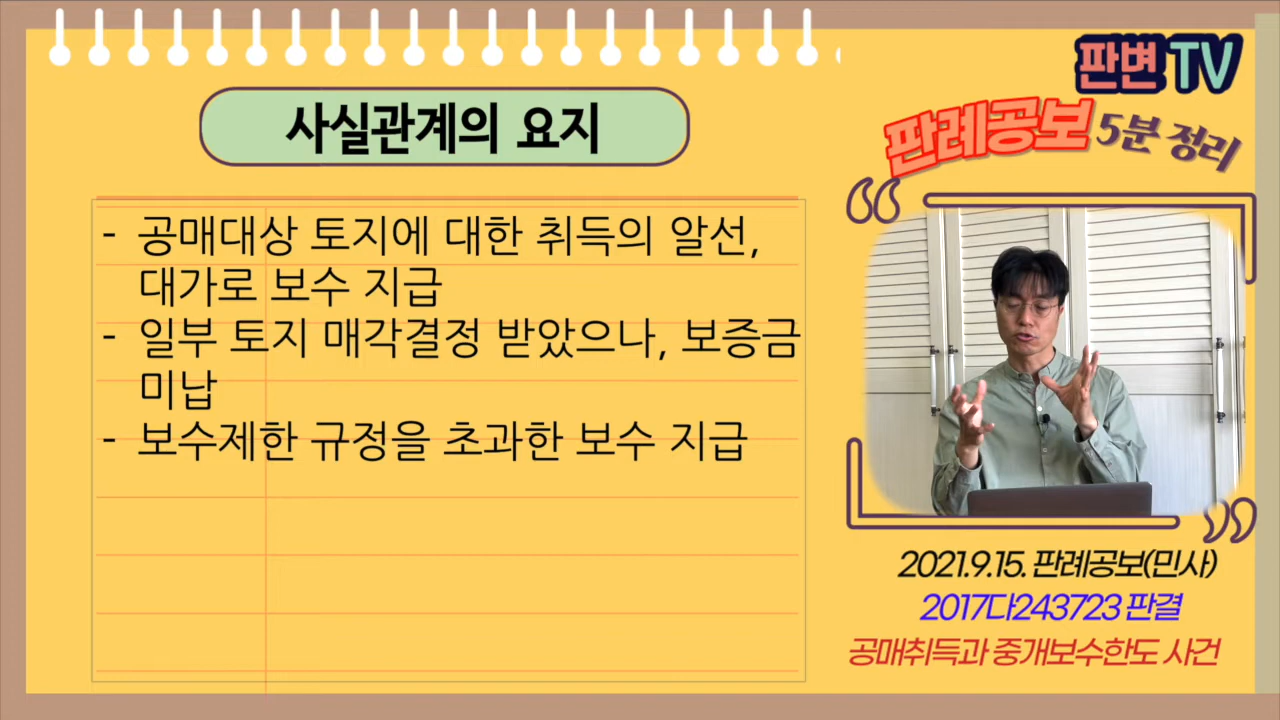 판변TV
판례공보 5분 정리
사실관계의 요지
- 공매대상 토지에 대한 취득의 알선,
대가로 보수 지급
- 일부 토지 매각결정 받았으나, 보증금
미납
- 보수제한 규정을 초과한 보수 지급
2021.9.15. 판례공보(민사)
2017다243723 판결
공매취득과 중개보수한도 사건